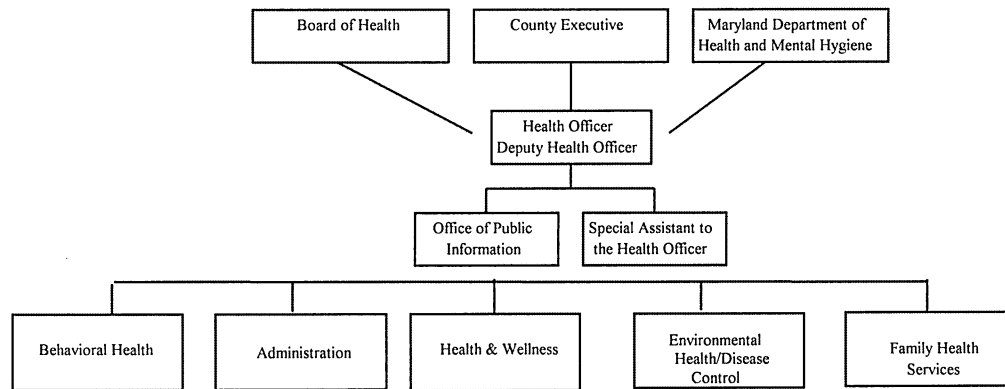 Board of Health
County Executive
Maryland Department of
Health and Mental Hygiene
Health Officer
Deputy Health Officer
Office of Public
Information
Special Assistant to
the Health Officer
Behavioral Health
Administration
Health & Wellness
Environmental
Health/Disease
Control
Family Health
Services